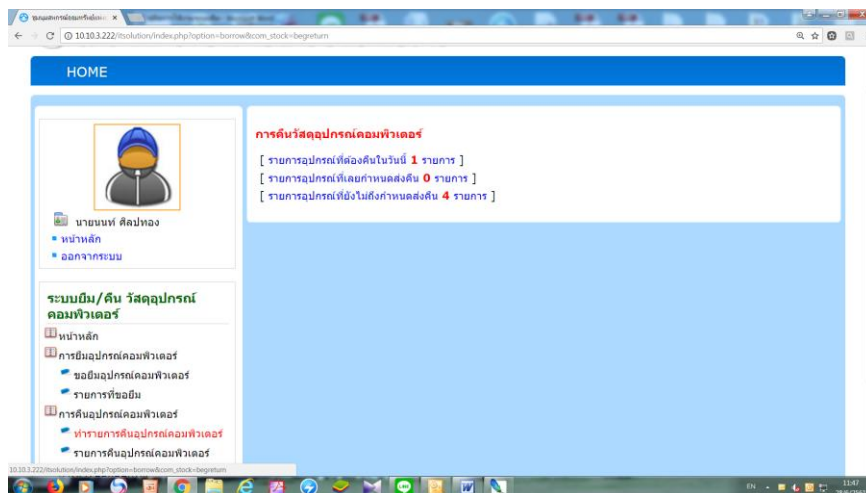 10.10.3.222/itsolution/index.php?option=borrow&com_stock=begreturn
HOME
การคืนวัสดุอุปกรณ์คอมพิวเตอร์
[ รายการอุปกรณ์ที่ต้องคืนในวันนี้ 1 รายการ ]
[ รายการอุปกรณ์ที่เลยกำหนดส่งคืน 0 รายการ ]
[ รายการอุปกรณ์ที่ยังไม่ถึงกำหนดส่งคืน 4 รายการ ]
นายนนท์ ศิลปทอง
หน้าหลัก
ออกจากระบบ
ระบบยืม/คืน วัสดุอุปกรณ์
คอมพิวเตอร์
หน้าหลัก
การยืมอุปกรณ์คอมพิวเตอร์
ขอยืมอุปกรณ์คอมพิวเตอร์
รายการที่ขอยืม
การคืนอุปกรณ์คอมพิวเตอร์
ทำรายการคืนอุปกรณ์คอมพิวเตอร์
รายการคืนอุปกรณ์คอมพิวเตอร์
10.10.3.222/itsolution/index.php?option=borrow&com_stock=begreturn
EN
11:47